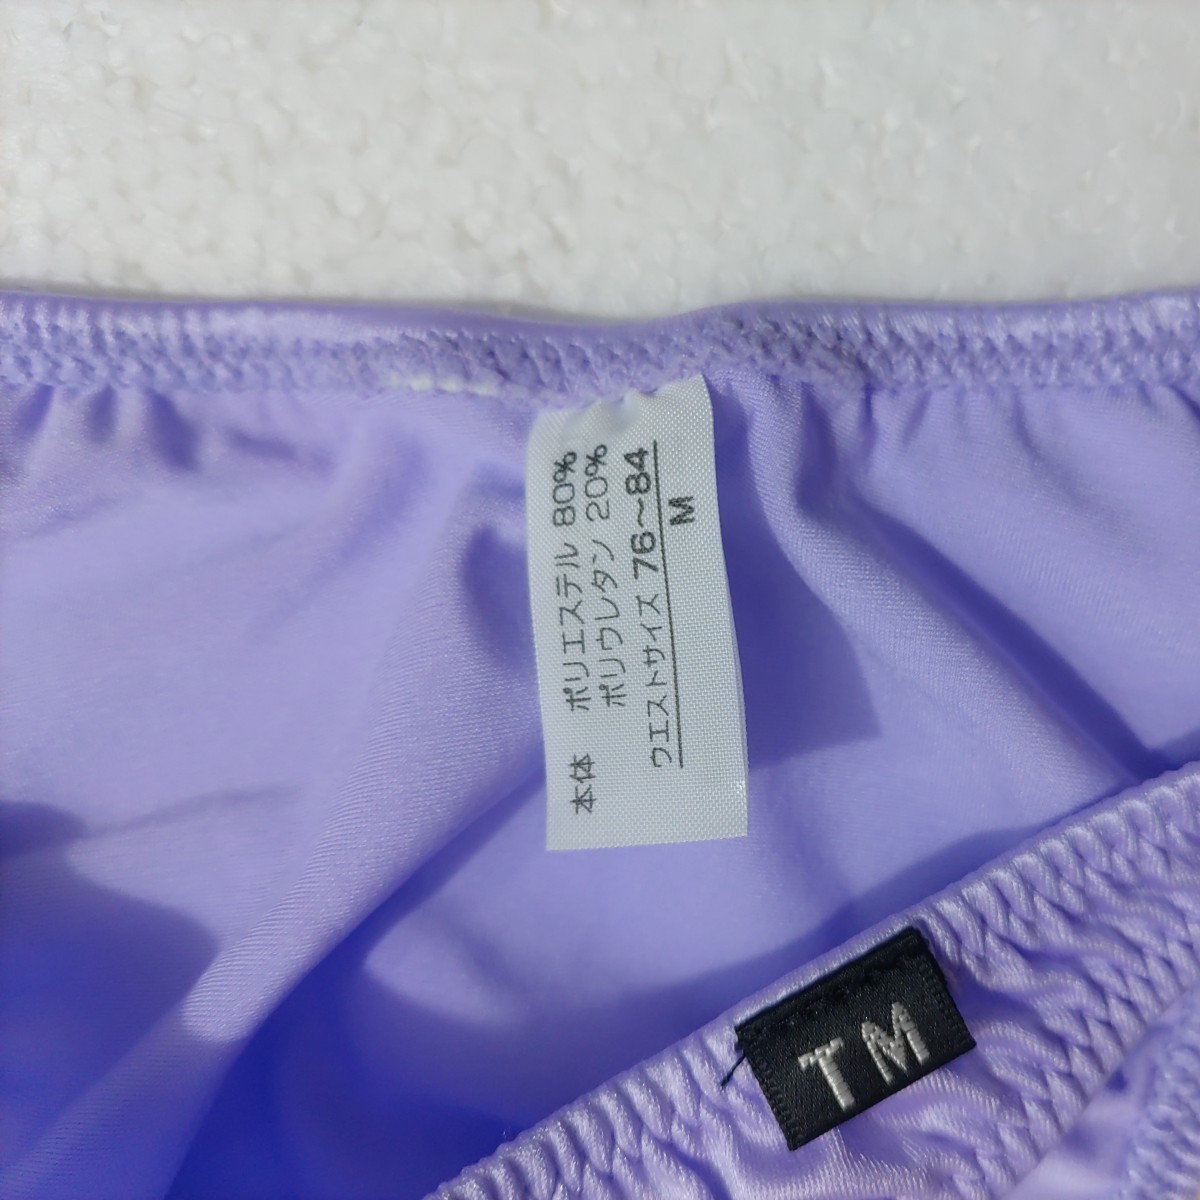 本体 ポリエステル 80%
ポリウレタン 20%
ウエストサイズ 76～84
M
TM